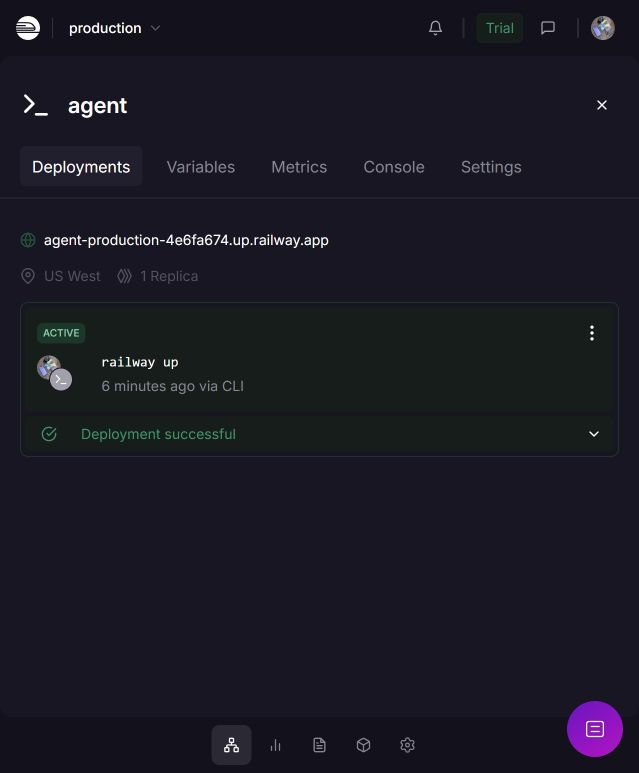 production
Trial
agent
Deployments Variables Metrics Console Settings
agent-production-4e6fa674.up.railway.app
US West 1 Replica
ACTIVE
railway up
6 minutes ago via CLI
Deployment successful